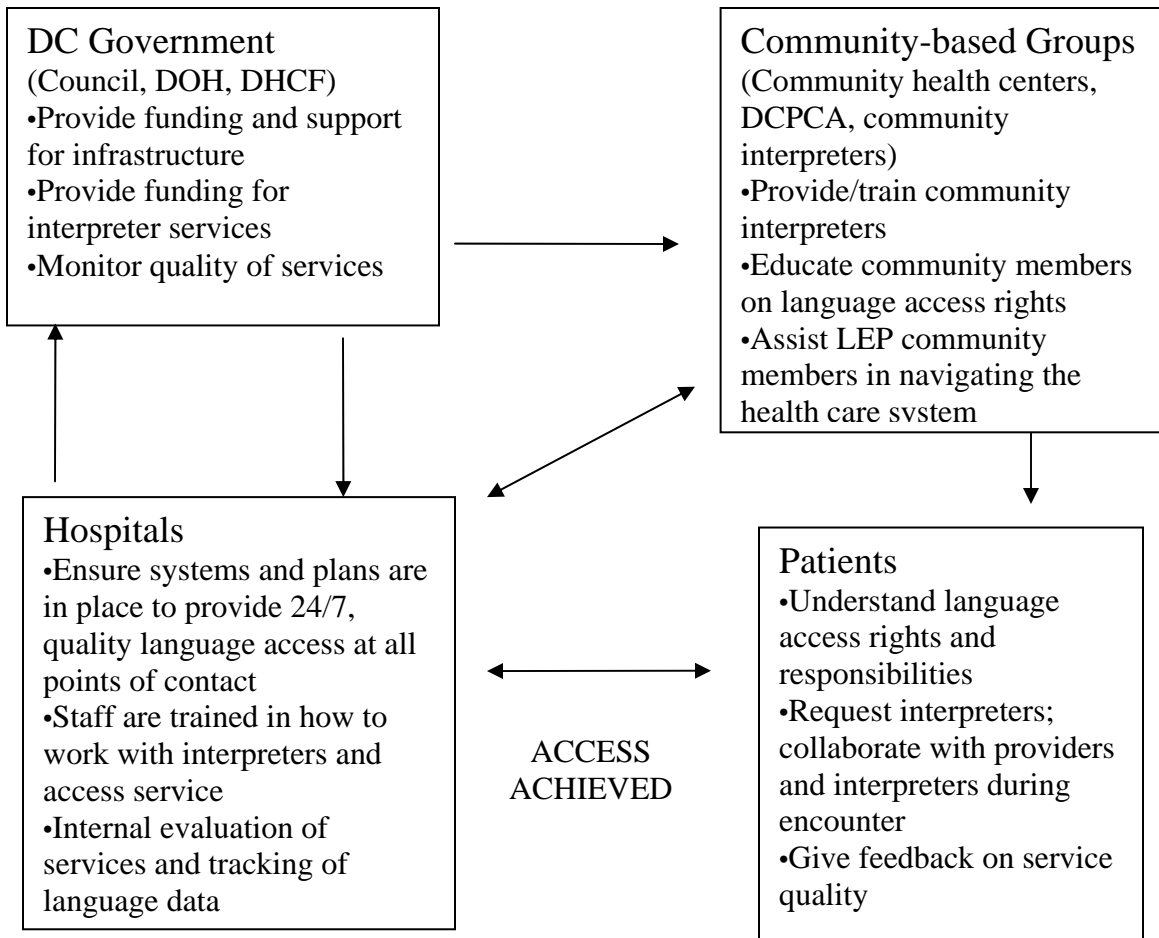 DC Government
(Council, DOH, DHCF)
•Provide funding and support
for infrastructure
•Provide funding for
interpreter services
•Monitor quality of services
Community-based Groups
(Community health centers,
DCPCA, community
interpreters)
•Provide/train community
interpreters
•Educate community members
on language access rights
•Assist LEP community
members in navigating the
health care system
Hospitals
•Ensure systems and plans are
in place to provide 24/7,
quality language access at all
points of contact
•Staff are trained in how to
work with interpreters and
access service
•Internal evaluation of
services and tracking of
language data
ACCESS
ACHIEVED
Patients
•Understand language
access rights and
responsibilities
•Request interpreters;
collaborate with providers
and interpreters during
encounter
•Give feedback on service
quality